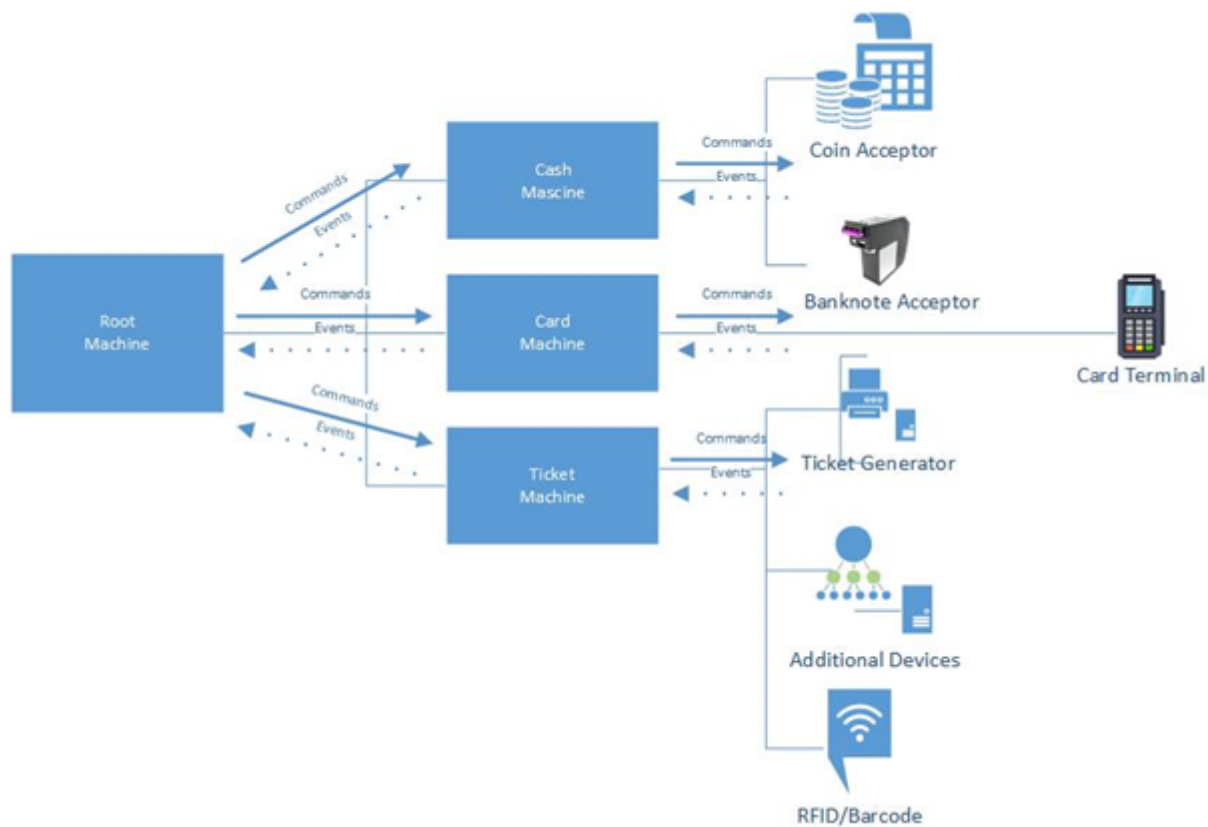 Coin Acceptor
Commands
Events
Cash
Mascine
Commands
Events
Banknote Acceptor
Root
Machine
Commands
Events
Card
Machine
Commands
Events
Card Terminal
Commands
Events
Ticket
Machine
Commands
Events
Ticket Generator
Additional Devices
RFID/Barcode